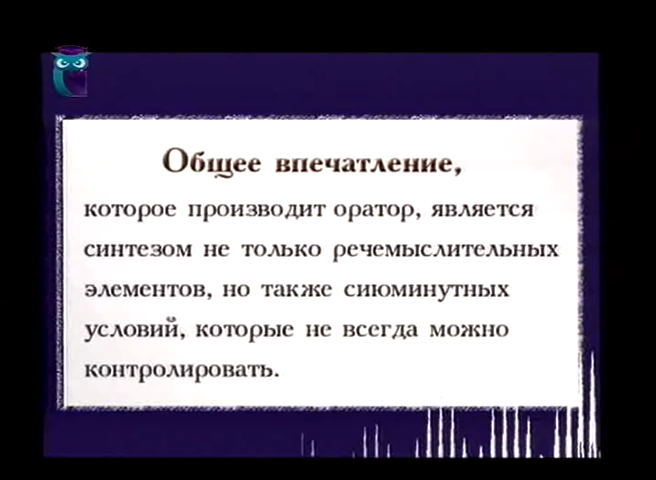 Общее впечатление,
которое производит оратор, является
синтезом не только речемыслительных
элементов, но также сиюминутных
условий, которые не всегда можно
контролировать.